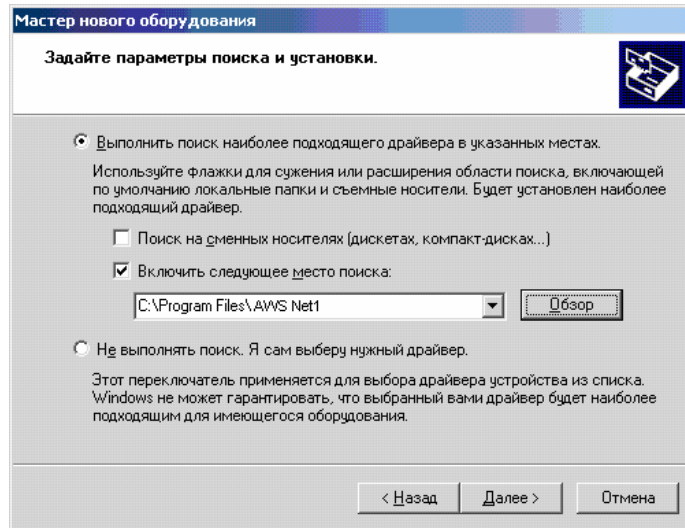 Мастер нового оборудования
Задайте параметры поиска и установки.
Выполнить поиск наиболее подходящего драйвера в указанных местах.
Используйте флажки для сужения или расширения области поиска, включающей
по умолчанию локальные папки и съемные носители. Будет установлен наиболее
подходящий драйвер.
Поиск на сменных носителях (дискетах, компакт-дисках...)
Включить следующее место поиска:
C:\Program Files\AWS Net1
Обзор
Не выполнять поиск. Я сам выберу нужный драйвер.
Этот переключатель применяется для выбора драйвера устройства из списка.
Windows не может гарантировать, что выбранный вами драйвер будет наиболее
подходящим для имеющегося оборудования.
< Назад Далее > Отмена